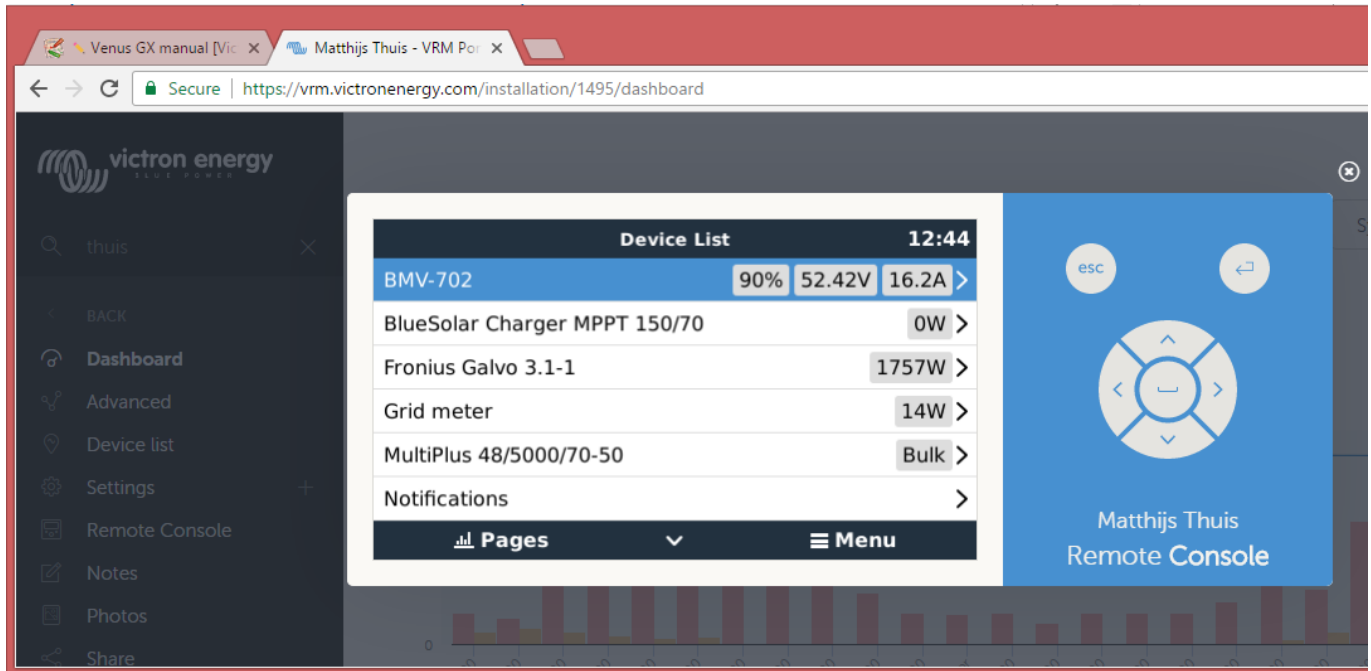 Venus GX manual [Vic
Matthijs Thuis - VRM Por
Secure https://vrm.victronenergy.com/installation/1495/dashboard
victron energy
BLUE POWER
thuis
BACK
Dashboard
Advanced
Device list
Settings
Remote Console
Notes
Photos
Share
Device List 12:44
BMV-702 90% 52.42V 16.2A
BlueSolar Charger MPPT 150/70 0W
Fronius Galvo 3.1-1 1757W
Grid meter 14W
MultiPlus 48/5000/70-50 Bulk
Notifications
Pages Menu
esc
Matthijs Thuis
Remote Console
0